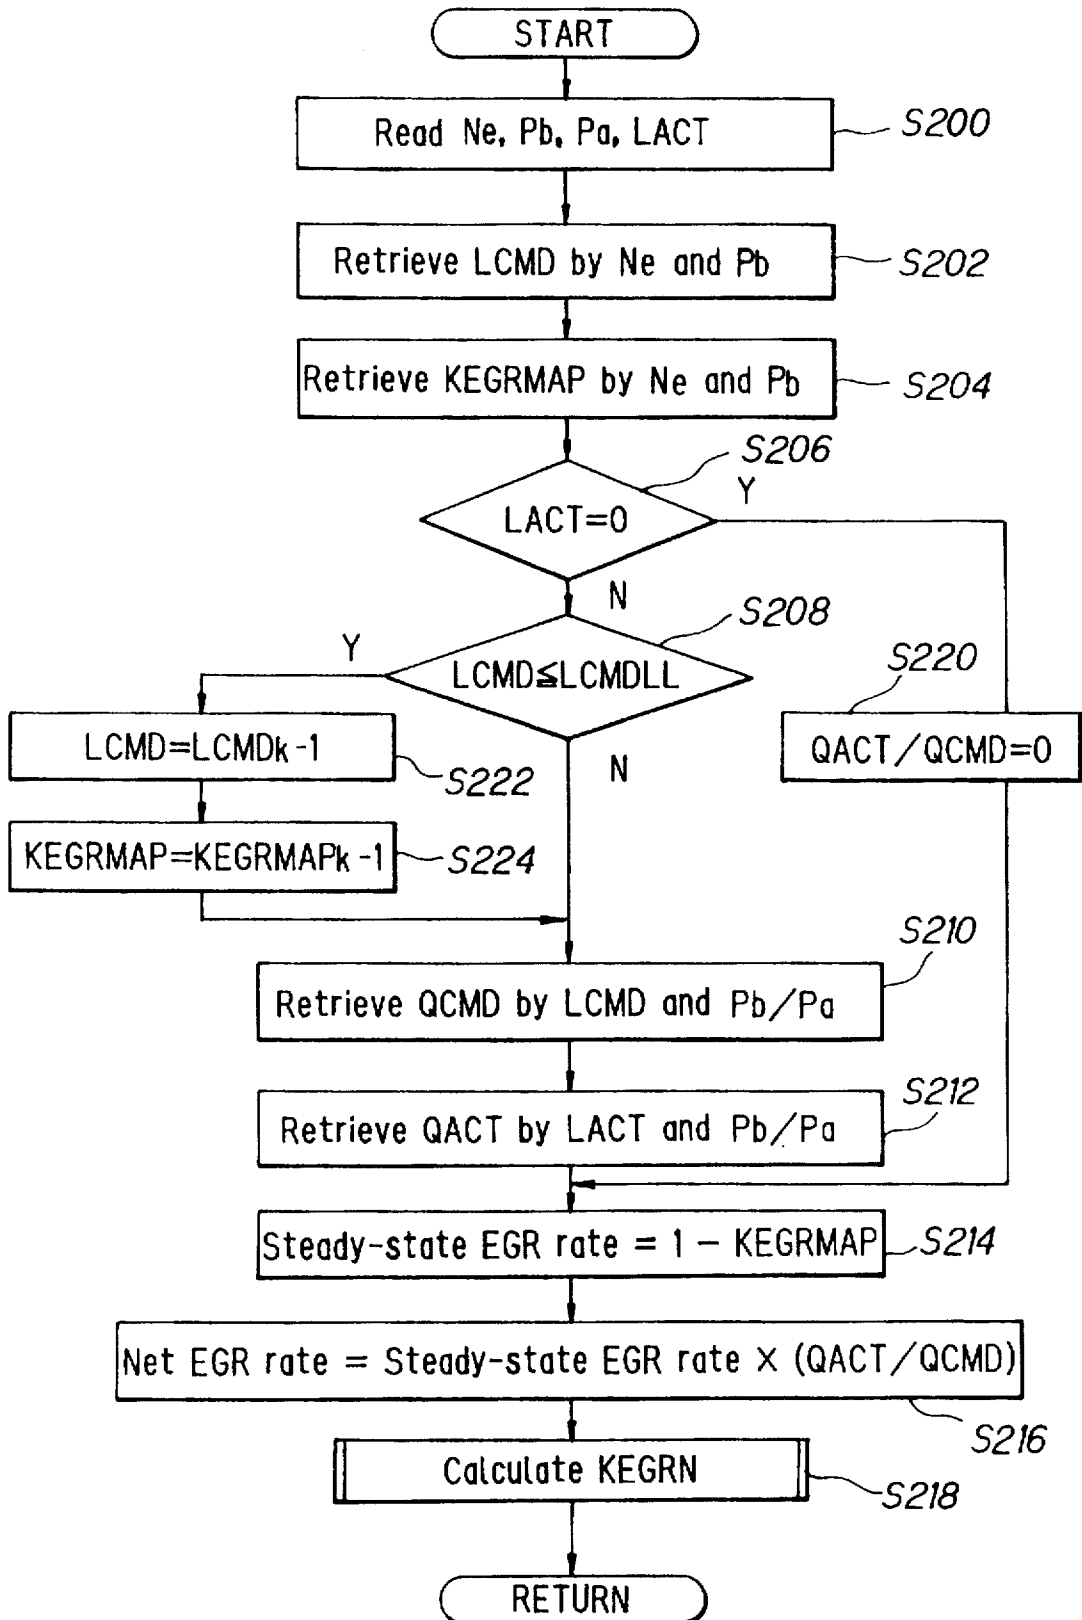 START
Read Ne, Pb, Pa, LACT
S200
Retrieve LCMD by Ne and Pb
S202
Retrieve KEGRMAP by Ne and Pb
S204
S206
LACT=0
Y
N
S208
LCMD≦LCMDLL
Y
N
S220
QACT/QCMD=0
LCMD=LCMDk-1
S222
KEGRMAP=KEGRMAPk-1
S224
S210
Retrieve QCMD by LCMD and Pb/Pa
S212
Retrieve QACT by LACT and Pb/Pa
Steady-state EGR rate = 1 − KEGRMAP
S214
Net EGR rate = Steady-state EGR rate × (QACT/QCMD)
S216
Calculate KEGRN
S218
RETURN